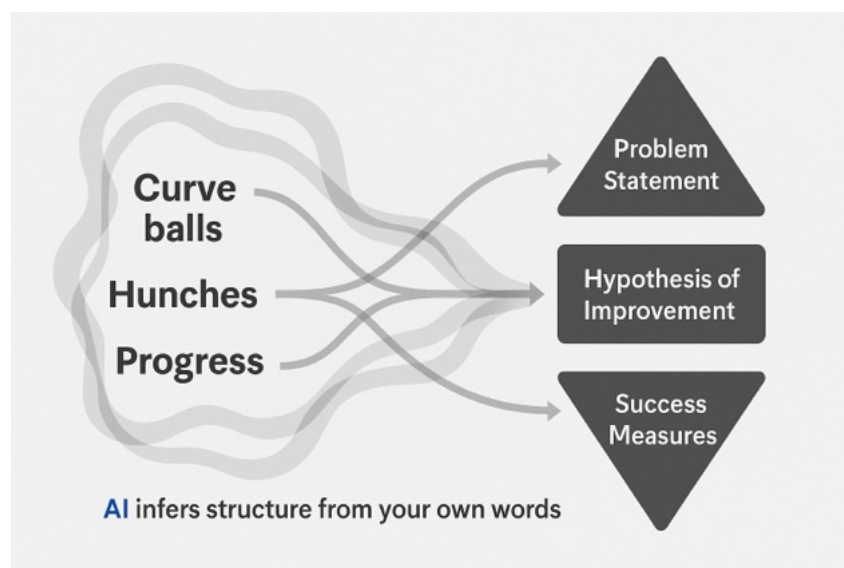 Curve
balls
Hunches
Progress
Problem
Statement
Hypothesis of
Improvement
Success
Measures
AI infers structure from your own words